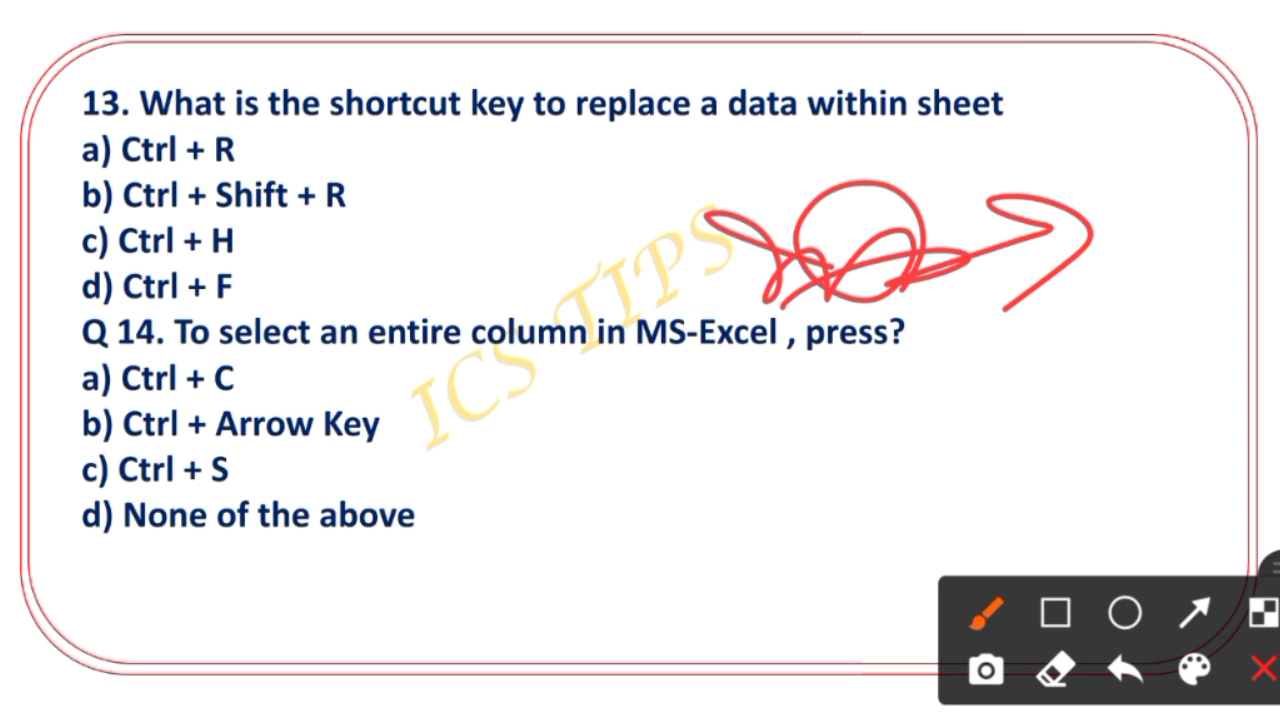 13. What is the shortcut key to replace a data within sheet
a) Ctrl + R
b) Ctrl + Shift + R
c) Ctrl + H
d) Ctrl + F
Q 14. To select an entire column in MS-Excel , press?
a) Ctrl + C
b) Ctrl + Arrow Key
c) Ctrl + S
d) None of the above
ICS TIPS